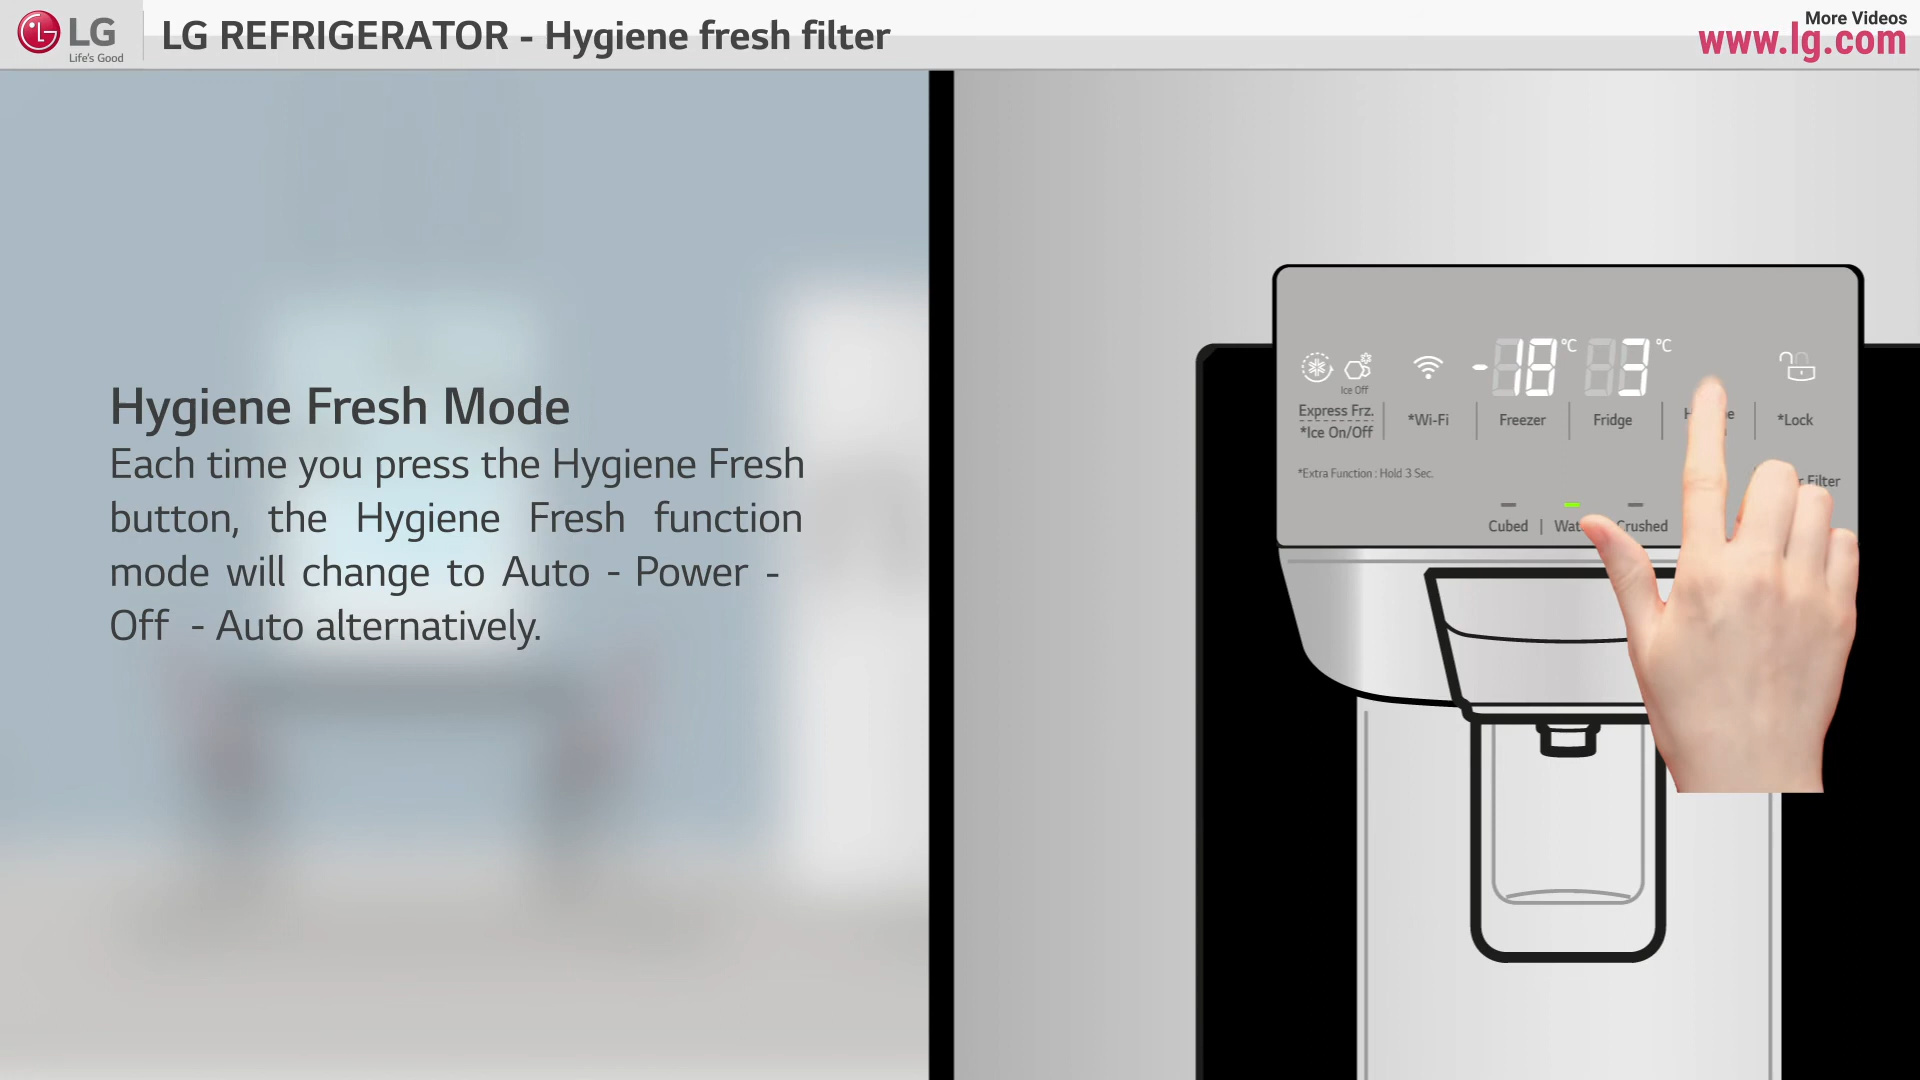 LG
Life's Good
LG REFRIGERATOR - Hygiene fresh filter
More Videos
www.lg.com
Hygiene Fresh Mode
Each time you press the Hygiene Fresh
button, the Hygiene Fresh function
mode will change to Auto - Power -
Off - Auto alternatively.
-18 °C 3 °C
Ice Off
Express Frz.
*Ice On/Off
*Wi-Fi
Freezer
Fridge
*Lock
*Extra Function : Hold 3 Sec.
Filter
Cubed | Crushed